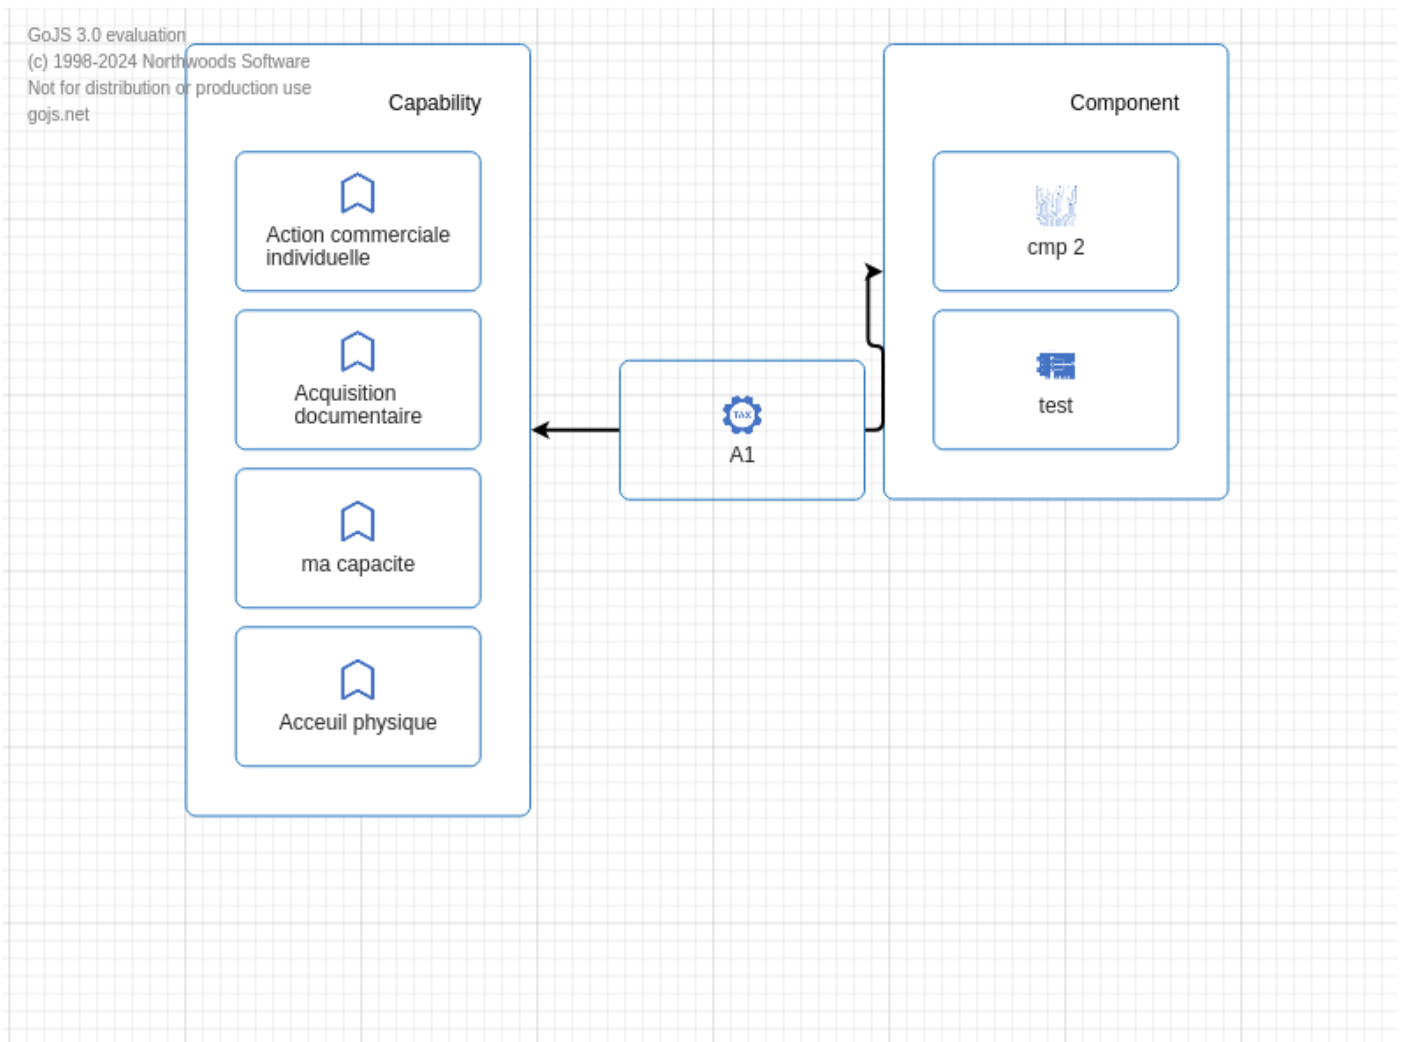 GoJS 3.0 evaluation
(c) 1998-2024 Northwoods Software
Not for distribution or production use
gojs.net
Capability
Action commerciale
individuelle
Acquisition
documentaire
ma capacite
Acceuil physique
TAX
A1
Component
cmp 2
test